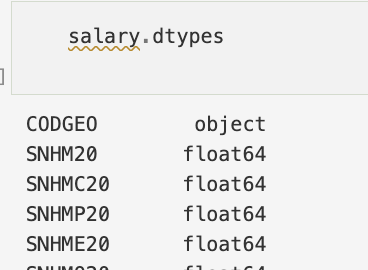 salary.dtypes
CODGEO object
SNHM20 float64
SNHMC20 float64
SNHMP20 float64
SNHME20 float64